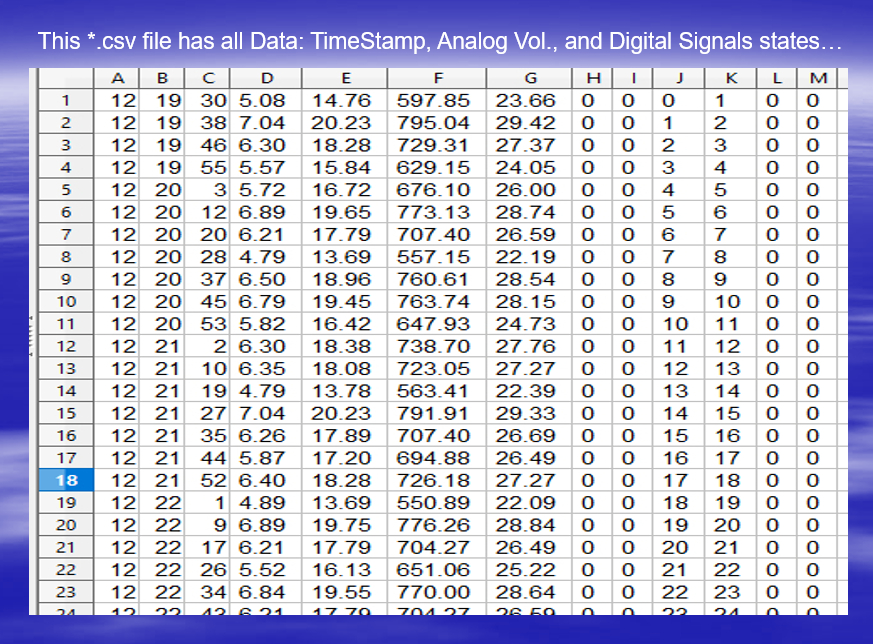 This *.csv file has all Data: TimeStamp, Analog Vol., and Digital Signals states…
A B C D E F G H I J K L M
1 12 19 30 5.08 14.76 597.85 23.66 0 0 0 1 0 0
2 12 19 38 7.04 20.23 795.04 29.42 0 0 1 2 0 0
3 12 19 46 6.30 18.28 729.31 27.37 0 0 2 3 0 0
4 12 19 55 5.57 15.84 629.15 24.05 0 0 3 4 0 0
5 12 20 3 5.72 16.72 676.10 26.00 0 0 4 5 0 0
6 12 20 12 6.89 19.65 773.13 28.74 0 0 5 6 0 0
7 12 20 20 6.21 17.79 707.40 26.59 0 0 6 7 0 0
8 12 20 28 4.79 13.69 557.15 22.19 0 0 7 8 0 0
9 12 20 37 6.50 18.96 760.61 28.54 0 0 8 9 0 0
10 12 20 45 6.79 19.45 763.74 28.15 0 0 9 10 0 0
11 12 20 53 5.82 16.42 647.93 24.73 0 0 10 11 0 0
12 12 21 2 6.30 18.38 738.70 27.76 0 0 11 12 0 0
13 12 21 10 6.35 18.08 723.05 27.27 0 0 12 13 0 0
14 12 21 19 4.79 13.78 563.41 22.39 0 0 13 14 0 0
15 12 21 27 7.04 20.23 791.91 29.33 0 0 14 15 0 0
16 12 21 35 6.26 17.89 707.40 26.69 0 0 15 16 0 0
17 12 21 44 5.87 17.20 694.88 26.49 0 0 16 17 0 0
18 12 21 52 6.40 18.28 726.18 27.27 0 0 17 18 0 0
19 12 22 1 4.89 13.69 550.89 22.09 0 0 18 19 0 0
20 12 22 9 6.89 19.75 776.26 28.84 0 0 19 20 0 0
21 12 22 17 6.21 17.79 704.27 26.49 0 0 20 21 0 0
22 12 22 26 5.52 16.13 651.06 25.22 0 0 21 22 0 0
23 12 22 34 6.84 19.55 770.00 28.64 0 0 22 23 0 0
24 12 22 42 6.21 17.79 704.27 26.59 0 0 23 24 0 0